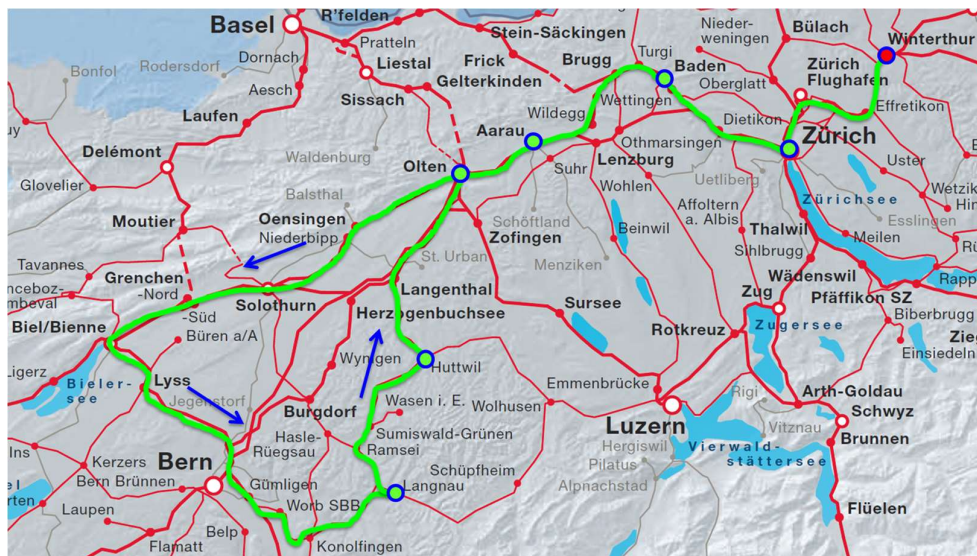 Basel
R'felden
Stein-Säckingen
Nieder-
weningen
Bülach
Winterthur
Pratteln
Turgi
Dornach
Liestal
Frick
Brugg
Baden
Zürich
Flughafen
Bonfol
Rodersdorf
Gelterkinden
Oberglatt
Aesch
Sissach
Wettingen
Effretikon
Laufen
Wildegg
Dietikon
Aarau
Othmarsingen
Zürich
Delémont
Waldenburg
Olten
Lenzburg
Uster
Suhr
Uetliberg
Glovelier
Balsthal
Wohlen
Wetzik
Hin
Zürichsee
Affoltern
a. Albis
Moutier
Oensingen
Schöftland
Esslingen
Niederbipp
Zofingen
Beinwil
Thalwil
Meilen
Sihlbrugg
Tavannes
St. Urban
Menziken
Grenchen
-Nord
Wädenswil
Rapp
Langenthal
Solothurn
Sursee
Zug
Pfäffikon SZ
-Süd
Herzogenbuchsee
Biberbrugg
Biel/Bienne
Büren a/A
Rotkreuz
Zugersee
Einsiedeln
Wynigen
Huttwil
Ligerz
Lyss
Emmenbrücke
Bieler-
see
Jegenstorf
Wasen i. E.
Wolhusen
Rigi
Arth-Goldau
Burgdorf
Schwyz
Luzern
Vitznau
Hasle-
Rüegsau
Sumiswald-Grünen
Ramsei
Hergiswil
Vierwald-
stättersee
Brunnen
Ins
Kerzers
Bern
Schüpfheim
Pilatus
Bern Brünnen
Gümligen
Langnau
Alpnachstad
Laupen
Worb SBB
Flüelen
Belp
Flamatt
Konolfingen